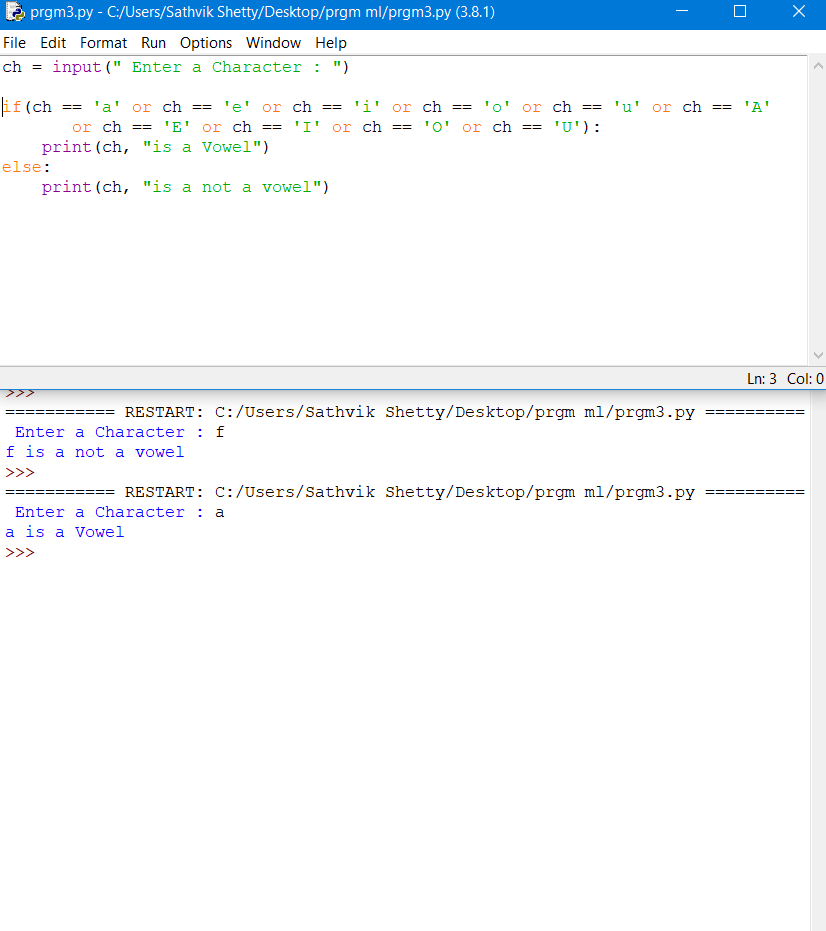 prgm3.py - C:/Users/Sathvik Shetty/Desktop/prgm ml/prgm3.py (3.8.1)
File Edit Format Run Options Window Help
ch = input(" Enter a Character : ")
if(ch == 'a' or ch == 'e' or ch == 'i' or ch == 'o' or ch == 'u' or ch == 'A'
       or ch == 'E' or ch == 'I' or ch == 'O' or ch == 'U'):
    print(ch, "is a Vowel")
else:
    print(ch, "is a not a vowel")
Ln: 3 Col: 0
>>>
=========== RESTART: C:/Users/Sathvik Shetty/Desktop/prgm ml/prgm3.py ==========
 Enter a Character : f
f is a not a vowel
>>>
=========== RESTART: C:/Users/Sathvik Shetty/Desktop/prgm ml/prgm3.py ==========
 Enter a Character : a
a is a Vowel
>>>